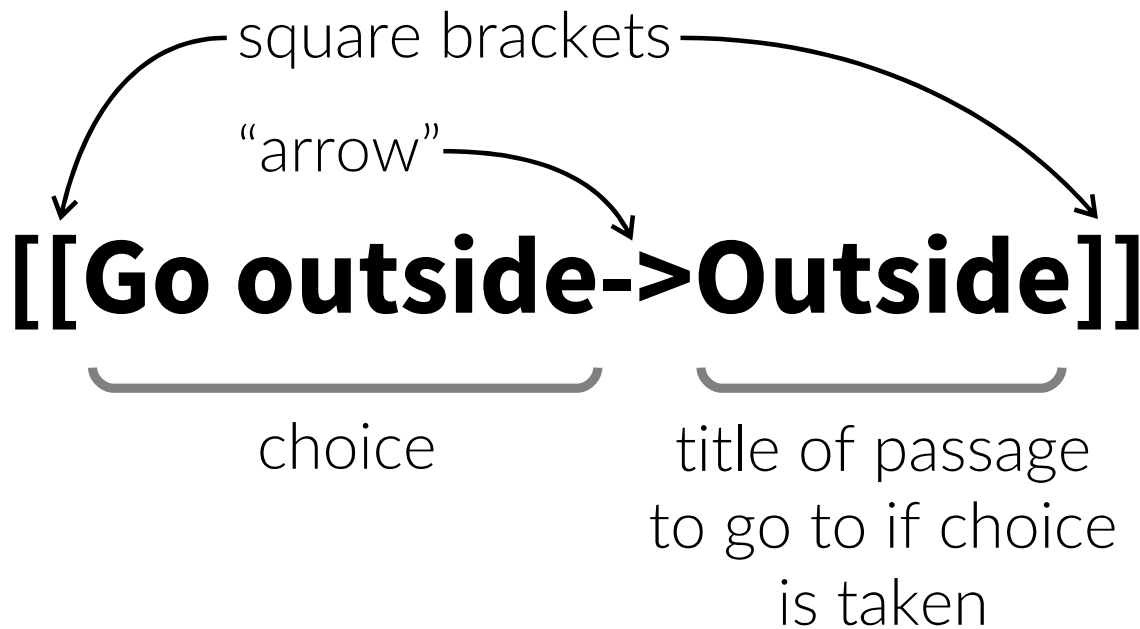 square brackets
“arrow”
[[Go outside->Outside]]
choice
title of passage
to go to if choice
is taken